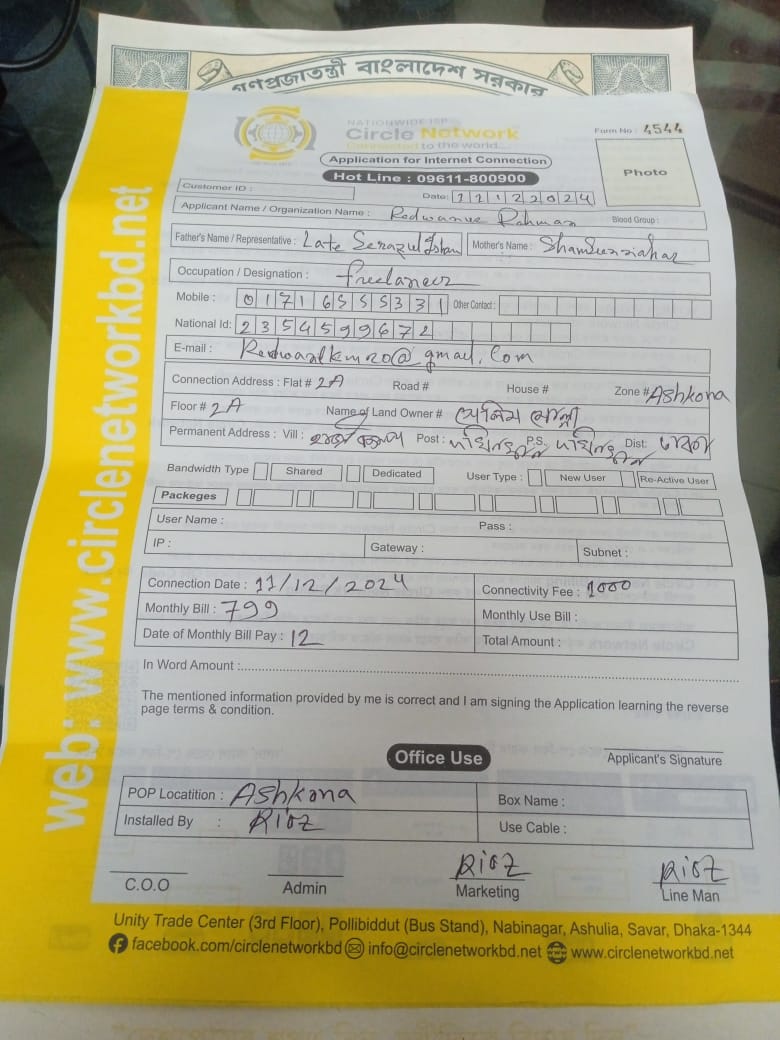 গণপ্রজাতন্ত্রী বাংলাদেশ সরকার
NATIONWIDE ISP
Circle Network
Connected to the world...
Form No : 4544
Application for Internet Connection
Hot Line : 09611-800900
Photo
Customer ID :
Date: 11122024
Applicant Name / Organization Name : Redwanur Rahman Blood Group :
Father's Name / Representative : Late Serazul Islam Mother's Name : Shamsunnahar
Occupation / Designation : freelancer
Mobile : 01716555331 Other Contact :
National Id: 2354599672
E-mail : @gmail.com
Connection Address : Flat # 2A Road # House # Zone # Ashkona
Floor # 2A Name of Land Owner # সেলিম মোল্লা
Permanent Address : Vill : Post : দক্ষিনখান P.S. দক্ষিনখান Dist: ঢাকা
Bandwidth Type Shared Dedicated User Type : New User Re-Active User
Packeges
User Name : Pass :
IP : Gateway : Subnet :
Connection Date : 11/12/2024 Connectivity Fee : 1000
Monthly Bill : 799 Monthly Use Bill :
Date of Monthly Bill Pay : 12 Total Amount :
In Word Amount :
The mentioned information provided by me is correct and I am signing the Application learning the reverse
page terms & condition.
Office Use
Applicant's Signature
POP Locatition : Ashkona Box Name :
Installed By : Rioz Use Cable :
Rioz Rioz
C.O.O Admin Marketing Line Man
Unity Trade Center (3rd Floor), Pollibiddut (Bus Stand), Nabinagar, Ashulia, Savar, Dhaka-1344
facebook.com/circlenetworkbd info@circlenetworkbd.net www.circlenetworkbd.net
web: www.circlenetworkbd.net